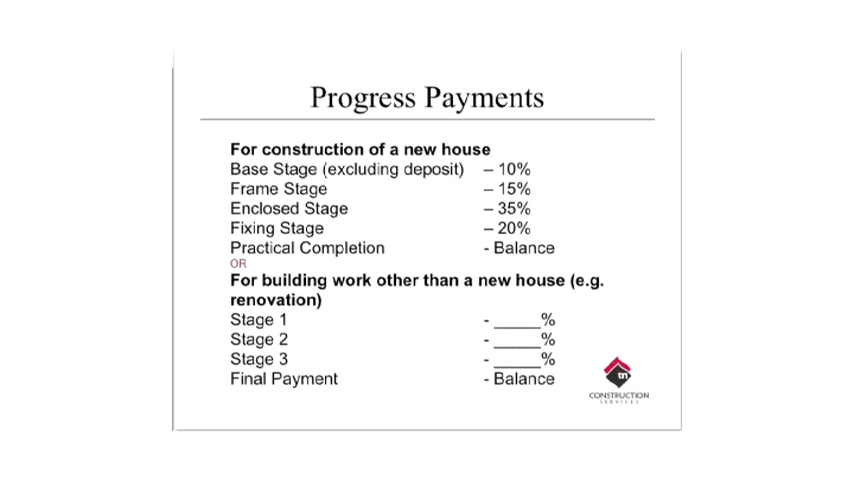 Progress Payments
For construction of a new house
Base Stage (excluding deposit) – 10%
Frame Stage – 15%
Enclosed Stage – 35%
Fixing Stage – 20%
Practical Completion - Balance
OR
For building work other than a new house (e.g.
renovation)
Stage 1 - _____%
Stage 2 - _____%
Stage 3 - _____%
Final Payment - Balance
CONSTRUCTION
SERVICES